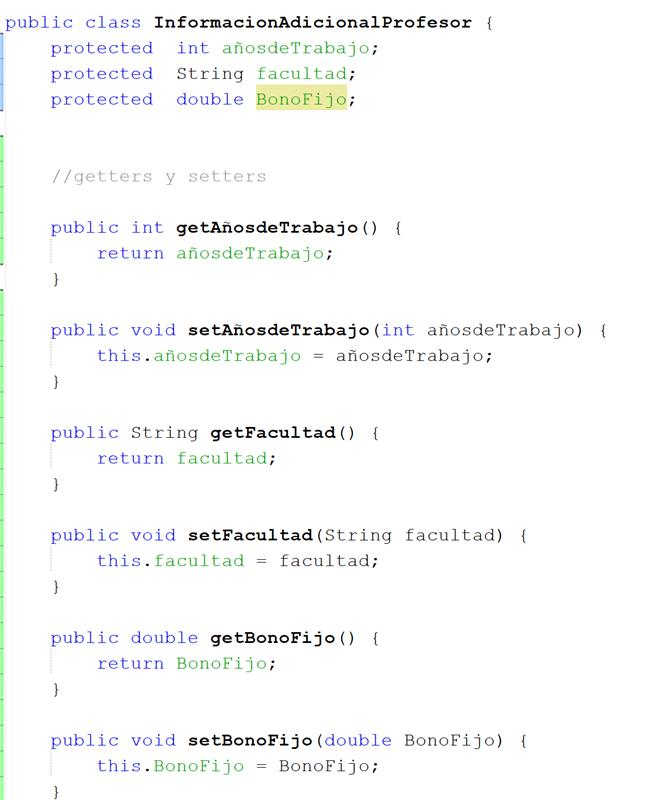 public class InformacionAdicionalProfesor {
    protected  int añosdeTrabajo;
    protected  String facultad;
    protected  double BonoFijo;
    //getters y setters
    public int getAñosdeTrabajo() {
        return añosdeTrabajo;
    }
    public void setAñosdeTrabajo(int añosdeTrabajo) {
        this.añosdeTrabajo = añosdeTrabajo;
    }
    public String getFacultad() {
        return facultad;
    }
    public void setFacultad(String facultad) {
        this.facultad = facultad;
    }
    public double getBonoFijo() {
        return BonoFijo;
    }
    public void setBonoFijo(double BonoFijo) {
        this.BonoFijo = BonoFijo;
    }